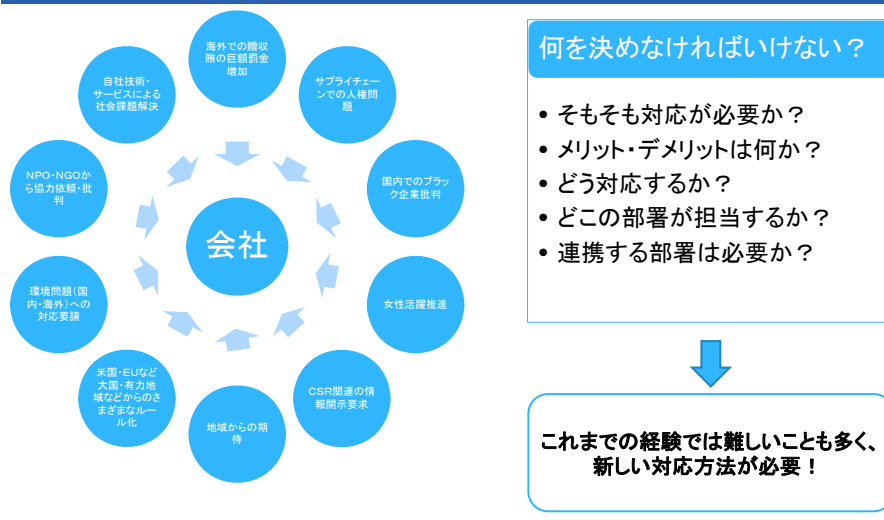 海外での贈収
賄の巨額罰金
増加
サプライチェー
ンでの人権問
題
国内でのブラッ
ク企業批判
女性活躍推進
CSR関連の情
報開示要求
地域からの期
待
米国・EUなど
大国・有力地
域などからのさ
まざまなルー
ル化
環境問題(国
内・海外)への
対応要請
NPO・NGOか
ら協力依頼・批
判
自社技術・
サービスによる
社会課題解決
会社
何を決めなければいけない?
• そもそも対応が必要か?
• メリット・デメリットは何か?
• どう対応するか?
• どこの部署が担当するか?
• 連携する部署は必要か?
これまでの経験では難しいことも多く、
新しい対応方法が必要!